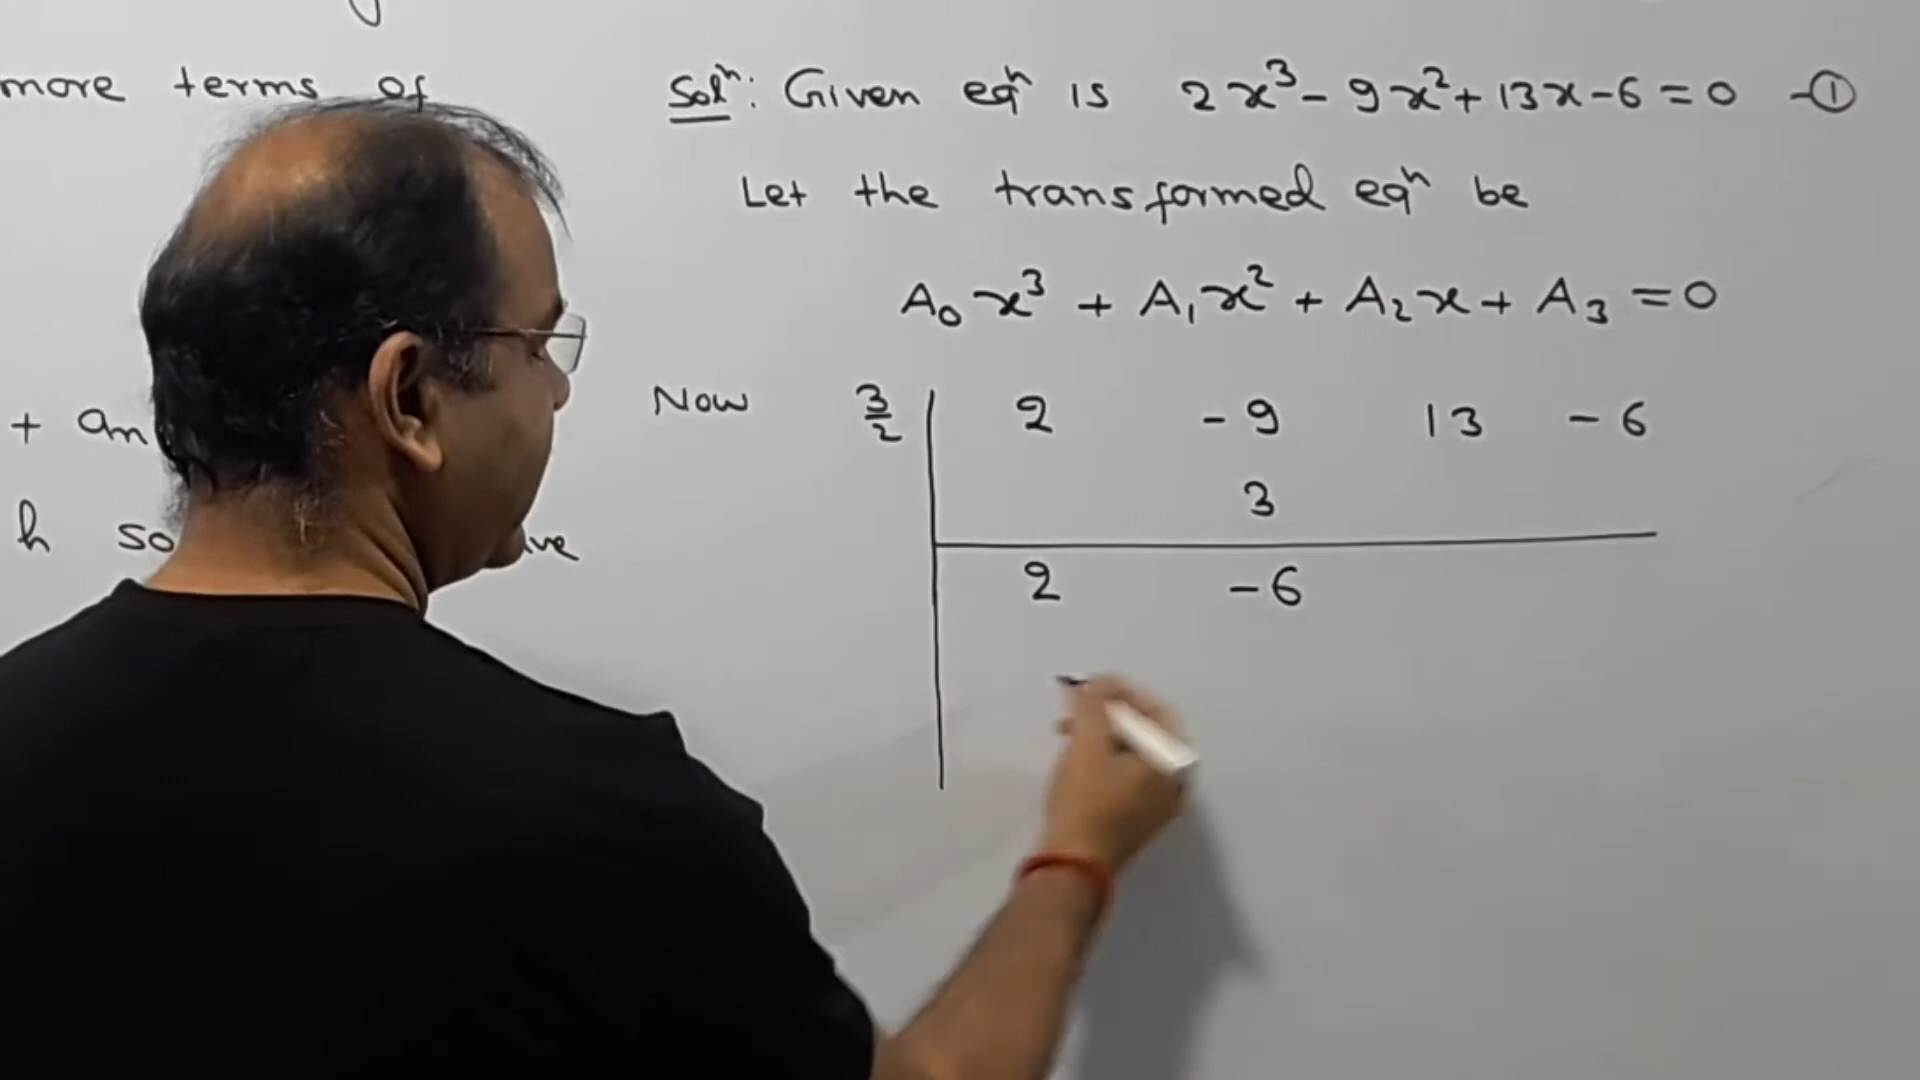 more terms of
+ an
h so
Solⁿ: Given eqⁿ is 2x³ - 9x² + 13x - 6 = 0 - ①
Let the transformed eqⁿ be
A₀x³ + A₁x² + A₂x + A₃ = 0
Now 3/2 | 2 -9 13 -6
3
2 -6